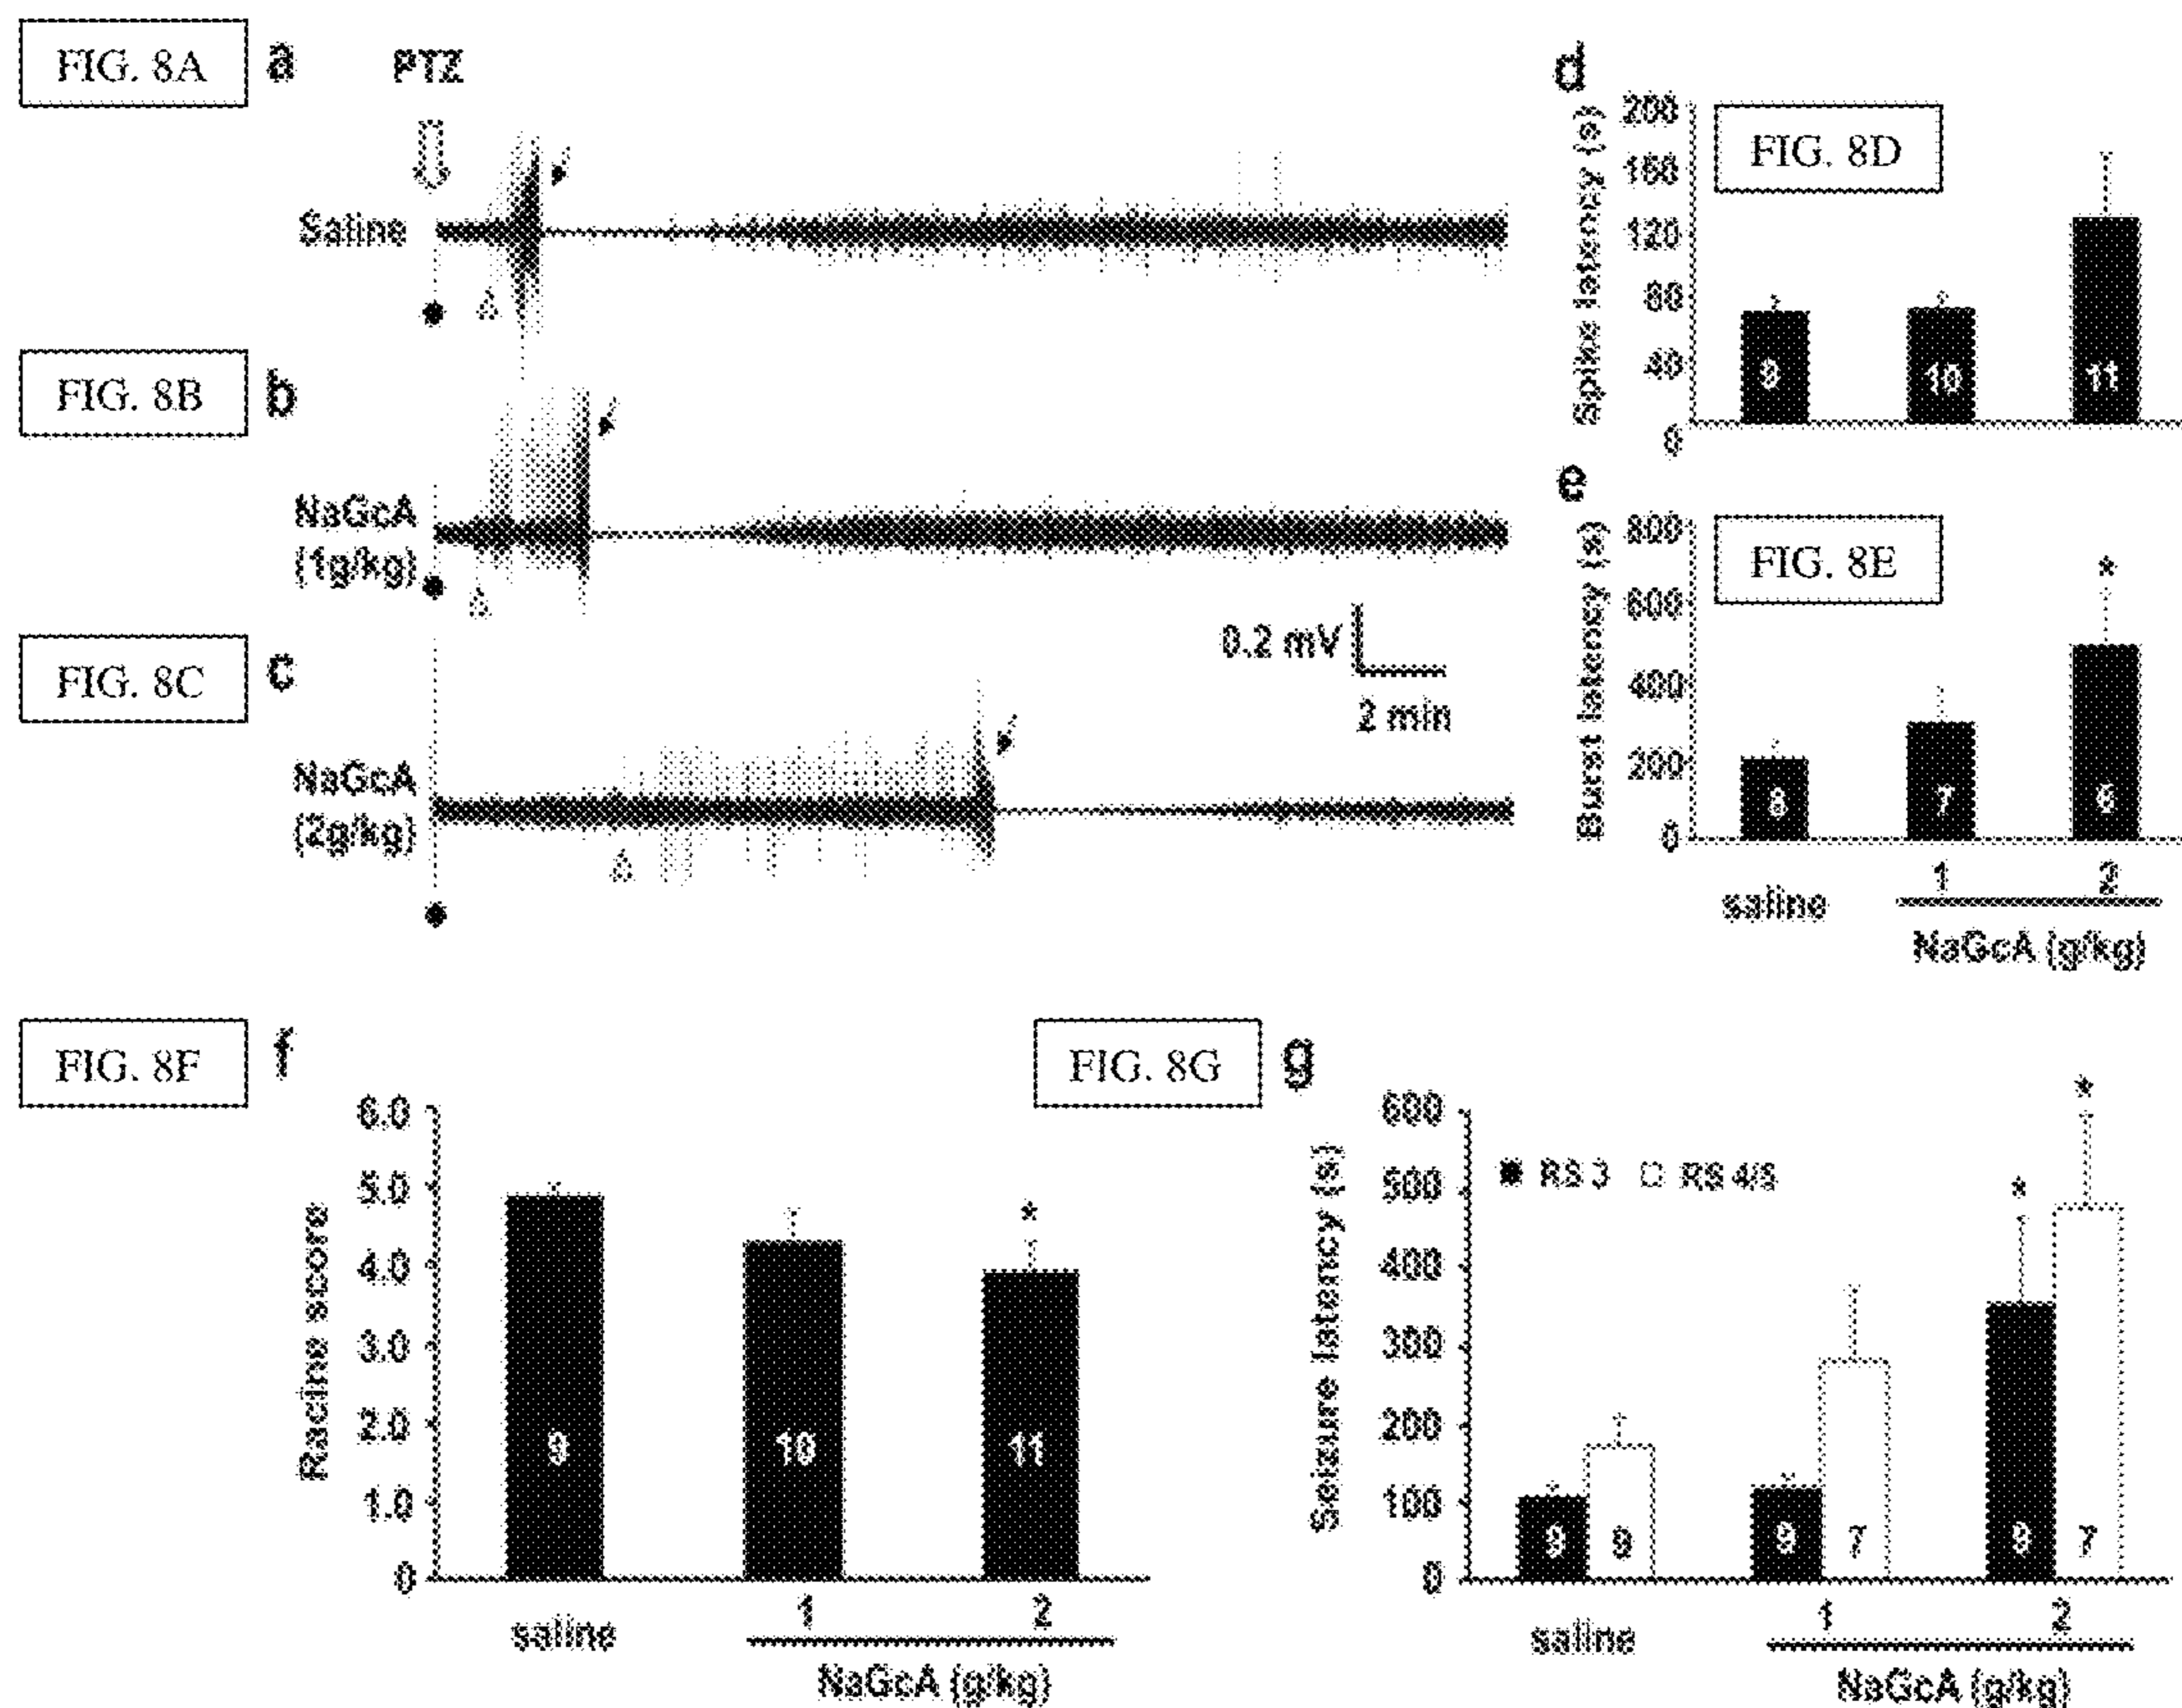 FIG. 8A
a
PTZ
Saline
FIG. 8B
b
NaGcA
(1g/kg)
0.2 mV
2 min
FIG. 8C
c
NaGcA
(2g/kg)
d
FIG. 8D
Spike latency (s)
200
160
120
80
40
0
9
10
11
e
FIG. 8E
Burst latency (s)
800
600
400
200
0
*
8
7
6
saline
1
2
NaGcA (g/kg)
FIG. 8F
f
Racine score
6.0
5.0
4.0
3.0
2.0
1.0
0
*
9
10
11
saline
1
2
NaGcA (g/kg)
FIG. 8G
g
Seizure latency (s)
600
500
400
300
200
100
0
RS 3
RS 4/5
*
*
9
9
9
7
9
7
saline
1
2
NaGcA (g/kg)